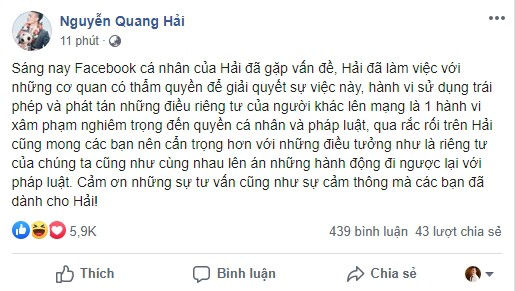 Nguyễn Quang Hải
11 phút ·
Sáng nay Facebook cá nhân của Hải đã gặp vấn đề, Hải đã làm việc với
những cơ quan có thẩm quyền để giải quyết sự việc này, hành vi sử dụng trái
phép và phát tán những điều riêng tư của người khác lên mạng là 1 hành vi
xâm phạm nghiêm trọng đến quyền cá nhân và pháp luật, qua rắc rối trên Hải
cũng mong các bạn nên cẩn trọng hơn với những điều tưởng như là riêng tư
của chúng ta cũng như cùng nhau lên án những hành động đi ngược lại với
pháp luật. Cảm ơn những sự tư vấn cũng như sự cảm thông mà các bạn đã
dành cho Hải!
5,9K 439 bình luận 43 lượt chia sẻ
Thích Bình luận Chia sẻ